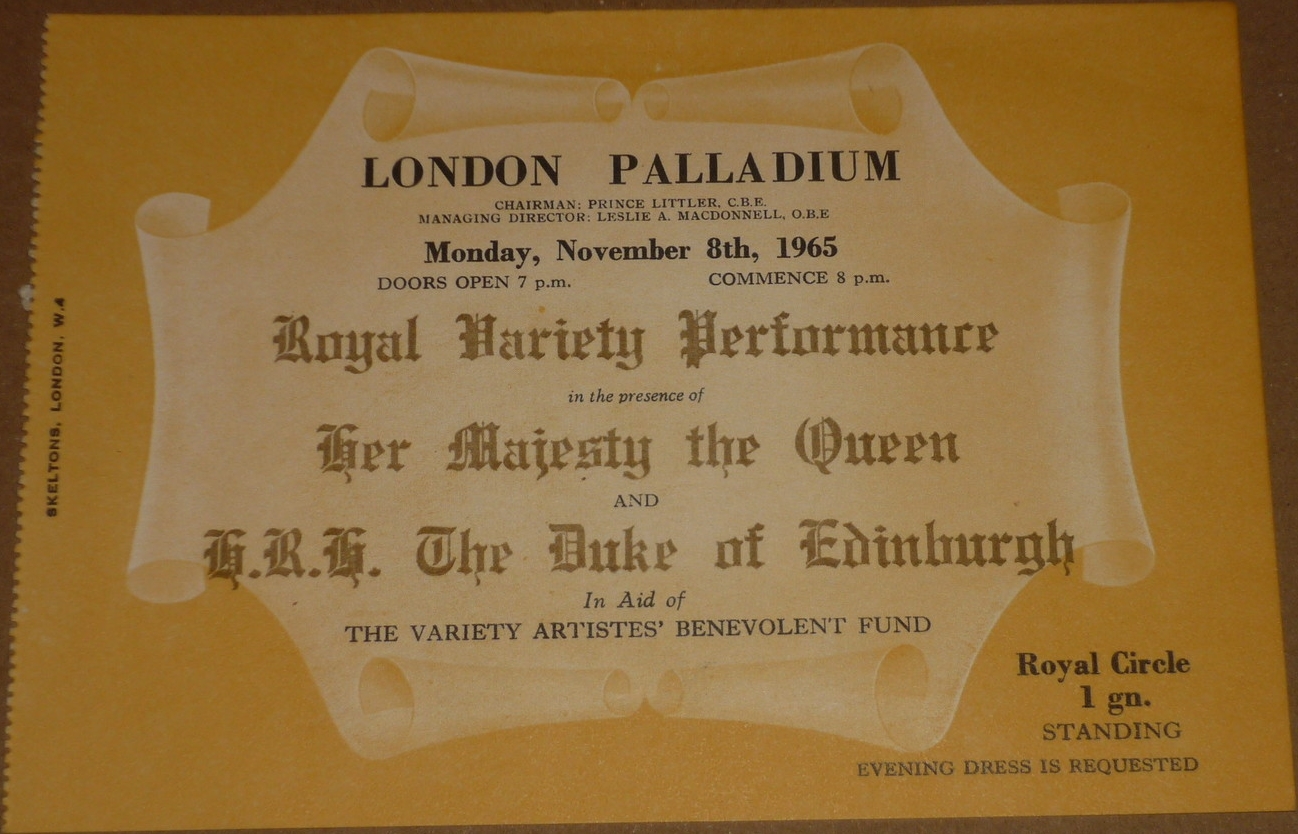 LONDON PALLADIUM
CHAIRMAN: PRINCE LITTLER, C.B.E.
MANAGING DIRECTOR: LESLIE A. MACDONNELL, O.B.E
Monday, November 8th, 1965
DOORS OPEN 7 p.m. COMMENCE 8 p.m.
Royal Variety Performance
in the presence of
Her Majesty the Queen
AND
H.R.H. The Duke of Edinburgh
In Aid of
THE VARIETY ARTISTES' BENEVOLENT FUND
Royal Circle
1 gn.
STANDING
EVENING DRESS IS REQUESTED
SKELTONS, LONDON, W.4